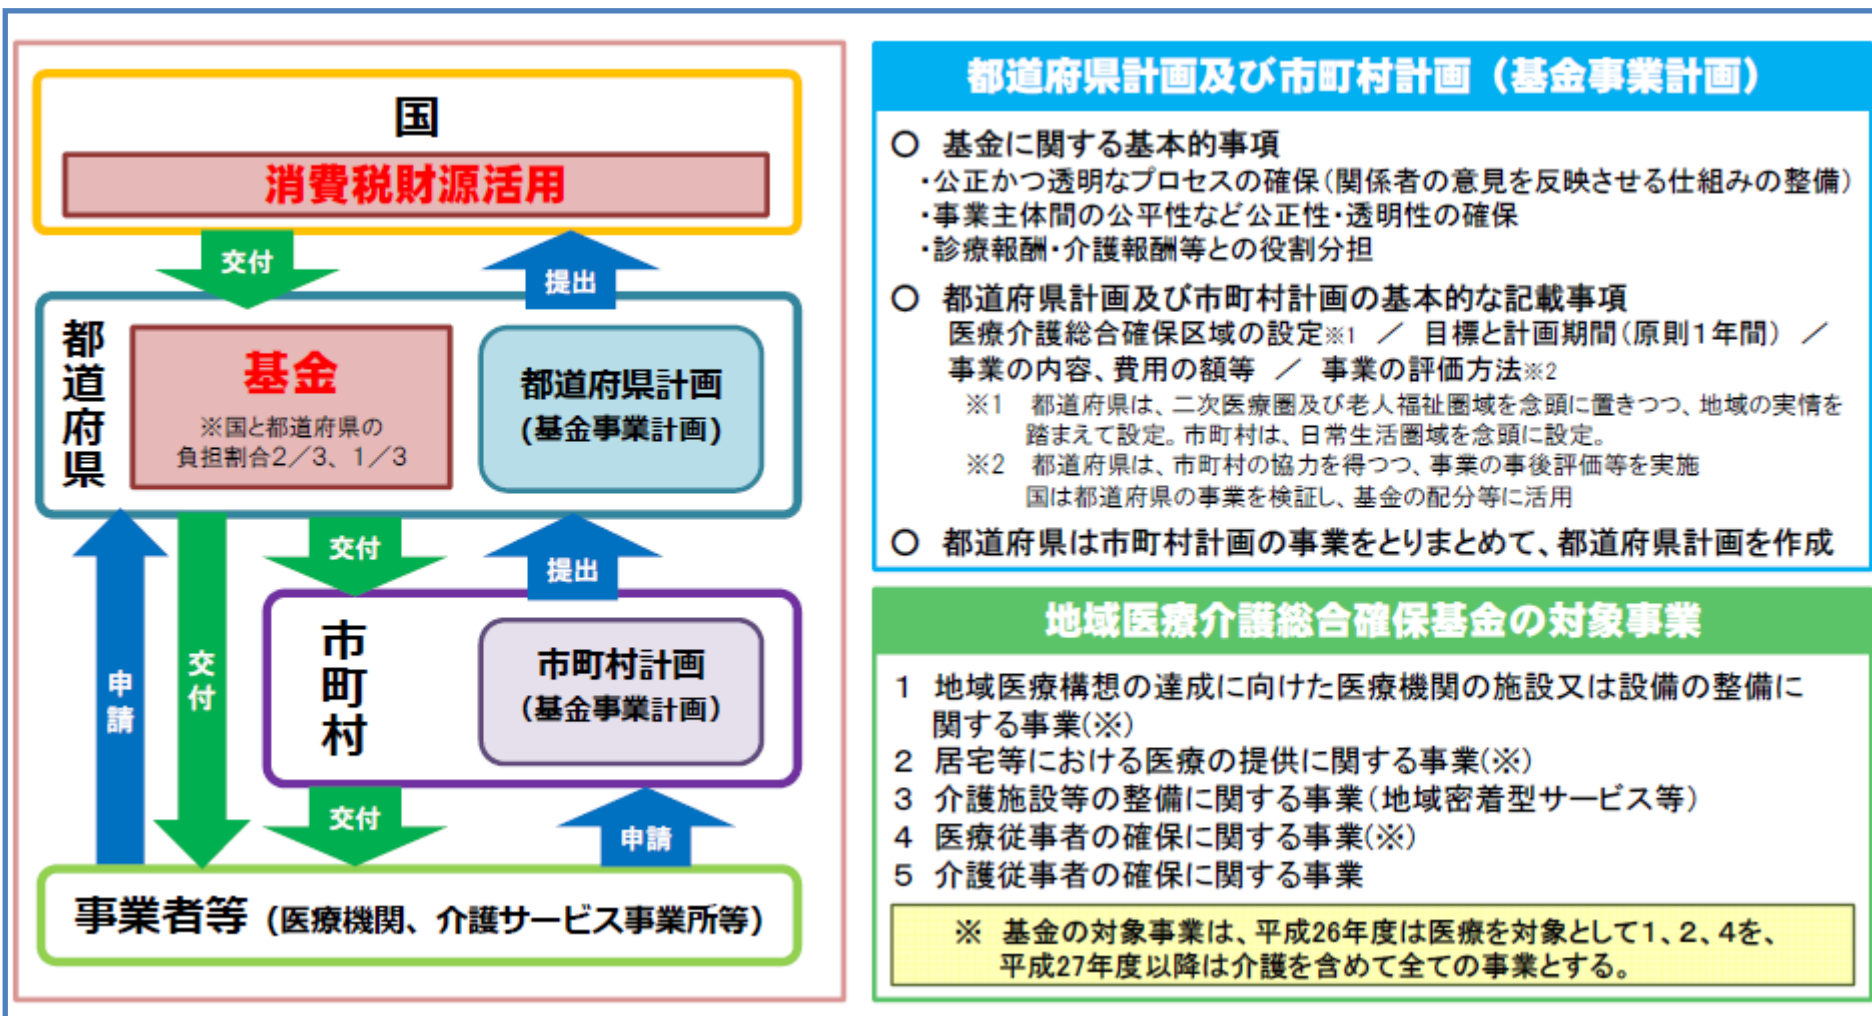 国
消費税財源活用
交付
提出
都道府県
基金
※国と都道府県の
負担割合2／3、1／3
都道府県計画
(基金事業計画)
申請
交付
交付
提出
市町村
市町村計画
(基金事業計画)
交付
申請
事業者等 (医療機関、介護サービス事業所等)
都道府県計画及び市町村計画（基金事業計画）
○ 基金に関する基本的事項
・公正かつ透明なプロセスの確保(関係者の意見を反映させる仕組みの整備)
・事業主体間の公平性など公正性・透明性の確保
・診療報酬・介護報酬等との役割分担
○ 都道府県計画及び市町村計画の基本的な記載事項
医療介護総合確保区域の設定※1 ／ 目標と計画期間(原則1年間) ／
事業の内容、費用の額等 ／ 事業の評価方法※2
※1 都道府県は、二次医療圏及び老人福祉圏域を念頭に置きつつ、地域の実情を
踏まえて設定。市町村は、日常生活圏域を念頭に設定。
※2 都道府県は、市町村の協力を得つつ、事業の事後評価等を実施
国は都道府県の事業を検証し、基金の配分等に活用
○ 都道府県は市町村計画の事業をとりまとめて、都道府県計画を作成
地域医療介護総合確保基金の対象事業
1 地域医療構想の達成に向けた医療機関の施設又は設備の整備に
関する事業(※)
2 居宅等における医療の提供に関する事業(※)
3 介護施設等の整備に関する事業(地域密着型サービス等)
4 医療従事者の確保に関する事業(※)
5 介護従事者の確保に関する事業
※ 基金の対象事業は、平成26年度は医療を対象として1、2、4を、
平成27年度以降は介護を含めて全ての事業とする。